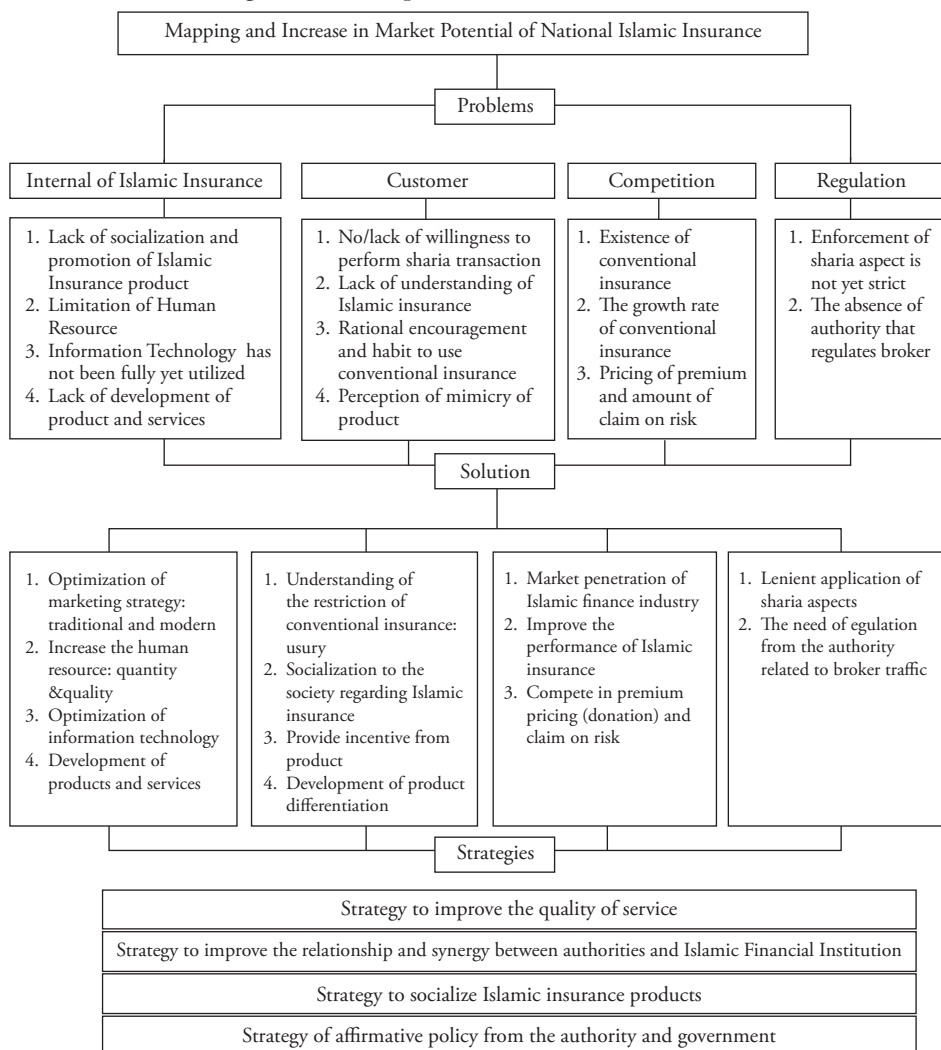 Mapping and Increase in Market Potential of National Islamic Insurance
Problems
Internal of Islamic Insurance
1. Lack of socialization and
promotion of Islamic
Insurance product
2. Limitation of Human
Resource
3. Information Technology has
not been fully yet utilized
4. Lack of development of
product and services
Customer
1. No/lack of willingness to
perform sharia transaction
2. Lack of understanding of
Islamic insurance
3. Rational encouragement
and habit to use
conventional insurance
4. Perception of mimicry of
product
Competition
1. Existence of
conventional
insurance
2. The growth rate
of conventional
insurance
3. Pricing of premium
and amount of
claim on risk
Regulation
1. Enforcement of
sharia aspect is
not yet strict
2. The absence of
authority that
regulates broker
Solution
1. Optimization of
marketing strategy:
traditional and modern
2. Increase the human
resource: quantity
&quality
3. Optimization of
information technology
4. Development of
products and services
1. Understanding of
the restriction of
conventional insurance:
usury
2. Socialization to the
society regarding Islamic
insurance
3. Provide incentive from
product
4. Development of product
differentiation
1. Market penetration of
Islamic finance industry
2. Improve the
performance of Islamic
insurance
3. Compete in premium
pricing (donation) and
claim on risk
1. Lenient application of
sharia aspects
2. The need of egulation
from the authority
related to broker traffic
Strategies
Strategy to improve the quality of service
Strategy to improve the relationship and synergy between authorities and Islamic Financial Institution
Strategy to socialize Islamic insurance products
Strategy of affirmative policy from the authority and government